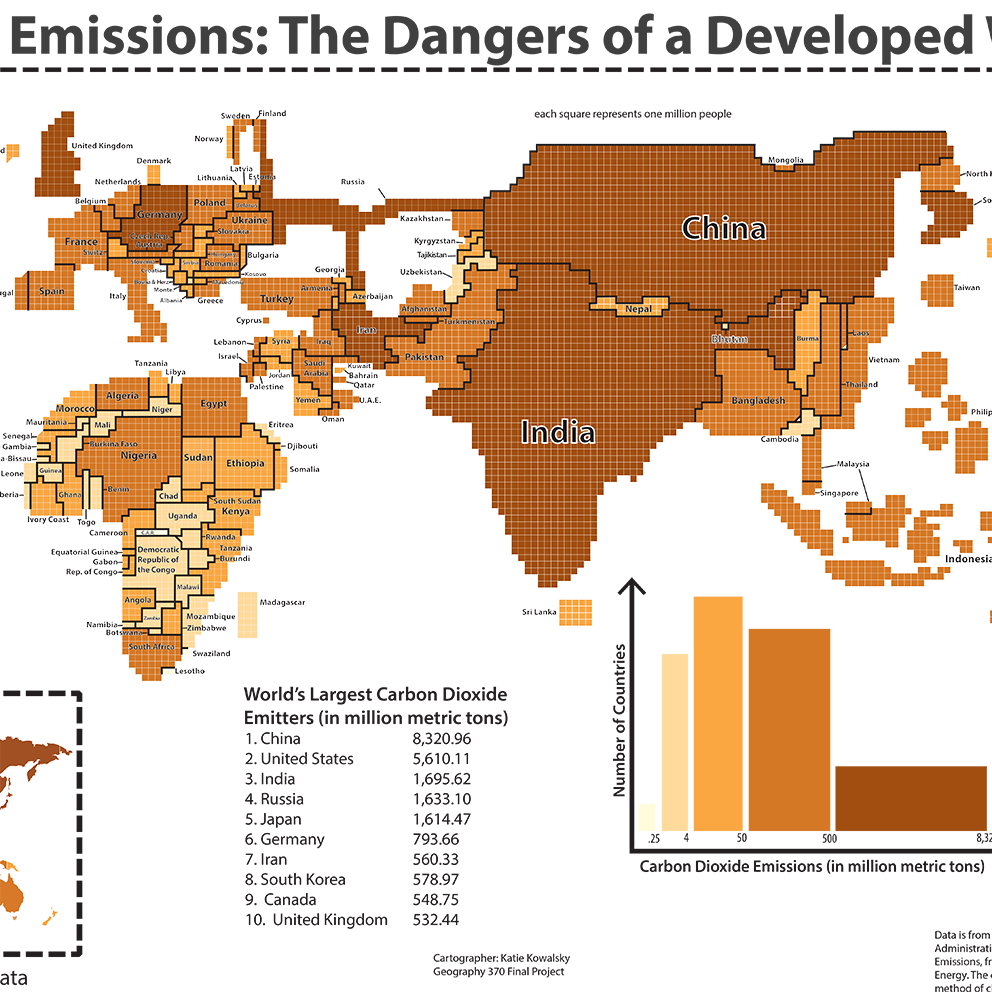 Emissions: The Dangers of a Developed
each square represents one million people
Sweden
Finland
Norway
United Kingdom
Denmark
Latvia
Lithuania
Estonia
Netherlands
Belgium
Germany
Poland
Belarus
Russia
Mongolia
China
North
Ukraine
Czech Rep.
Austria
Slovakia
France
Switz.
Hungary
Romania
Bulgaria
Slovenia
Croatia
Serbia
Bosnia & Herz.
Monte.
Kosovo
Macedonia
Albania
Greece
Italy
Spain
Kazakhstan
Kyrgyzstan
Tajikistan
Uzbekistan
Georgia
Armenia
Azerbaijan
Turkey
Cyprus
Afghanistan
Turkmenistan
Iran
Pakistan
Taiwan
Nepal
Bhutan
Burma
Laos
Vietnam
Thailand
Bangladesh
Cambodia
India
Lebanon
Syria
Iraq
Israel
Jordan
Palestine
Saudi
Arabia
Kuwait
Bahrain
Qatar
U.A.E.
Yemen
Oman
Tanzania
Libya
Algeria
Morocco
Niger
Egypt
Mauritania
Mali
Eritrea
Senegal
Gambia
a-Bissau
Leone
Guinea
Burkina Faso
Nigeria
Sudan
Ethiopia
Djibouti
Somalia
beria
Ghana
Benin
Chad
South Sudan
Ivory Coast
Togo
Kenya
Uganda
Cameroon
C.A.R.
Rwanda
Equatorial Guinea
Gabon
Rep. of Congo
Democratic
Republic of
the Congo
Tanzania
Burundi
Malawi
Angola
Zambia
Madagascar
Mozambique
Namibia
Zimbabwe
Botswana
South Africa
Swaziland
Lesotho
Philip
Malaysia
Singapore
Indonesia
Sri Lanka
World's Largest Carbon Dioxide
Emitters (in million metric tons)
1. China 8,320.96
2. United States 5,610.11
3. India 1,695.62
4. Russia 1,633.10
5. Japan 1,614.47
6. Germany 793.66
7. Iran 560.33
8. South Korea 578.97
9. Canada 548.75
10. United Kingdom 532.44
Number of Countries
.25 4 50 500 8,32
Carbon Dioxide Emissions (in million metric tons)
Cartographer: Katie Kowalsky
Geography 370 Final Project
ata
Data is from
Administrati
Emissions, fr
Energy. The
method of c